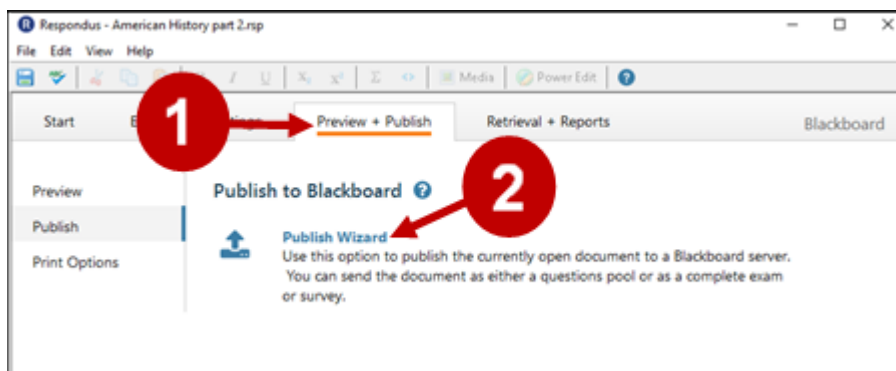 Respondus - American History part 2.rsp
File Edit View Help
I U X₂ x² Σ <> Media Power Edit ?
Start Preview + Publish Retrieval + Reports Blackboard
1
Preview
Publish
Print Options
Publish to Blackboard ?
2
Publish Wizard
Use this option to publish the currently open document to a Blackboard server.
You can send the document as either a questions pool or as a complete exam
or survey.